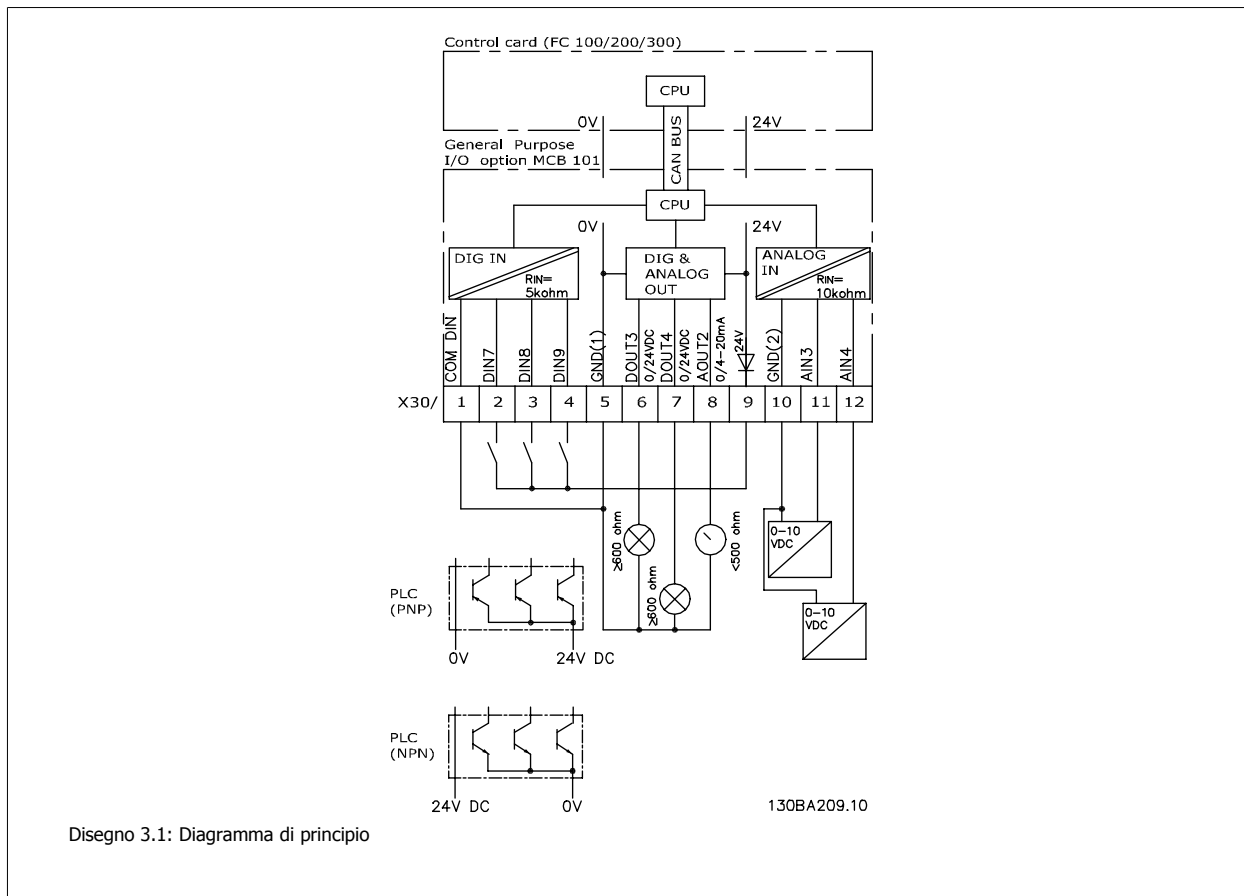 Control card (FC 100/200/300)
CPU
0V
24V
General Purpose
I/O option MCB 101
CAN BUS
CPU
0V
24V
DIG IN
RIN=
5kohm
DIG &
ANALOG
OUT
ANALOG
IN
RIN=
10kohm
COM DIN
DIN7
DIN8
DIN9
GND(1)
DOUT3
0/24VDC
DOUT4
0/24VDC
AOUT2
0/4-20mA
24V
GND(2)
AIN3
AIN4
X30/
1 2 3 4 5 6 7 8 9 10 11 12
≥600 ohm
≥600 ohm
<500 ohm
0-10
VDC
0-10
VDC
PLC
(PNP)
0V
24V DC
PLC
(NPN)
24V DC
0V
130BA209.10
Disegno 3.1: Diagramma di principio